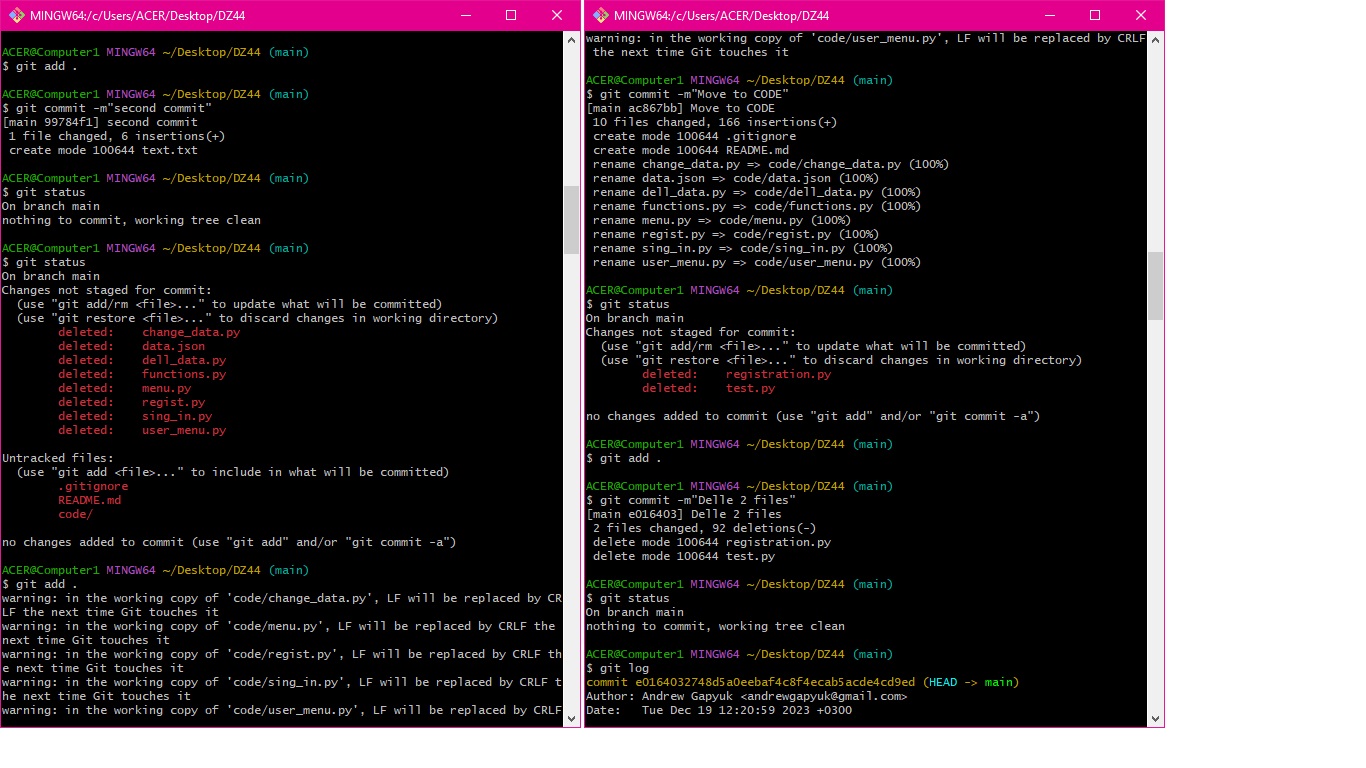 MINGW64:/c/Users/ACER/Desktop/DZ44
ACER@Computer1 MINGW64 ~/Desktop/DZ44 (main)
$ git add .
ACER@Computer1 MINGW64 ~/Desktop/DZ44 (main)
$ git commit -m"second commit"
[main 99784f1] second commit
 1 file changed, 6 insertions(+)
 create mode 100644 text.txt
ACER@Computer1 MINGW64 ~/Desktop/DZ44 (main)
$ git status
On branch main
nothing to commit, working tree clean
ACER@Computer1 MINGW64 ~/Desktop/DZ44 (main)
$ git status
On branch main
Changes not staged for commit:
  (use "git add/rm <file>..." to update what will be committed)
  (use "git restore <file>..." to discard changes in working directory)
        deleted:    change_data.py
        deleted:    data.json
        deleted:    dell_data.py
        deleted:    functions.py
        deleted:    menu.py
        deleted:    regist.py
        deleted:    sing_in.py
        deleted:    user_menu.py
Untracked files:
  (use "git add <file>..." to include in what will be committed)
        .gitignore
        README.md
        code/
no changes added to commit (use "git add" and/or "git commit -a")
ACER@Computer1 MINGW64 ~/Desktop/DZ44 (main)
$ git add .
warning: in the working copy of 'code/change_data.py', LF will be replaced by CR
LF the next time Git touches it
warning: in the working copy of 'code/menu.py', LF will be replaced by CRLF the
next time Git touches it
warning: in the working copy of 'code/regist.py', LF will be replaced by CRLF th
e next time Git touches it
warning: in the working copy of 'code/sing_in.py', LF will be replaced by CRLF t
he next time Git touches it
warning: in the working copy of 'code/user_menu.py', LF will be replaced by CRLF
MINGW64:/c/Users/ACER/Desktop/DZ44
warning: in the working copy of 'code/user_menu.py', LF will be replaced by CRLF
 the next time Git touches it
ACER@Computer1 MINGW64 ~/Desktop/DZ44 (main)
$ git commit -m"Move to CODE"
[main ac867bb] Move to CODE
 10 files changed, 166 insertions(+)
 create mode 100644 .gitignore
 create mode 100644 README.md
 rename change_data.py => code/change_data.py (100%)
 rename data.json => code/data.json (100%)
 rename dell_data.py => code/dell_data.py (100%)
 rename functions.py => code/functions.py (100%)
 rename menu.py => code/menu.py (100%)
 rename regist.py => code/regist.py (100%)
 rename sing_in.py => code/sing_in.py (100%)
 rename user_menu.py => code/user_menu.py (100%)
ACER@Computer1 MINGW64 ~/Desktop/DZ44 (main)
$ git status
On branch main
Changes not staged for commit:
  (use "git add/rm <file>..." to update what will be committed)
  (use "git restore <file>..." to discard changes in working directory)
        deleted:    registration.py
        deleted:    test.py
no changes added to commit (use "git add" and/or "git commit -a")
ACER@Computer1 MINGW64 ~/Desktop/DZ44 (main)
$ git add .
ACER@Computer1 MINGW64 ~/Desktop/DZ44 (main)
$ git commit -m"Delle 2 files"
[main e016403] Delle 2 files
 2 files changed, 92 deletions(-)
 delete mode 100644 registration.py
 delete mode 100644 test.py
ACER@Computer1 MINGW64 ~/Desktop/DZ44 (main)
$ git status
On branch main
nothing to commit, working tree clean
ACER@Computer1 MINGW64 ~/Desktop/DZ44 (main)
$ git log
commit e0164032748d5a0eebaf4c8f4ecab5acde4cd9ed (HEAD -> main)
Author: Andrew Gapyuk <andrewgapyuk@gmail.com>
Date:   Tue Dec 19 12:20:59 2023 +0300